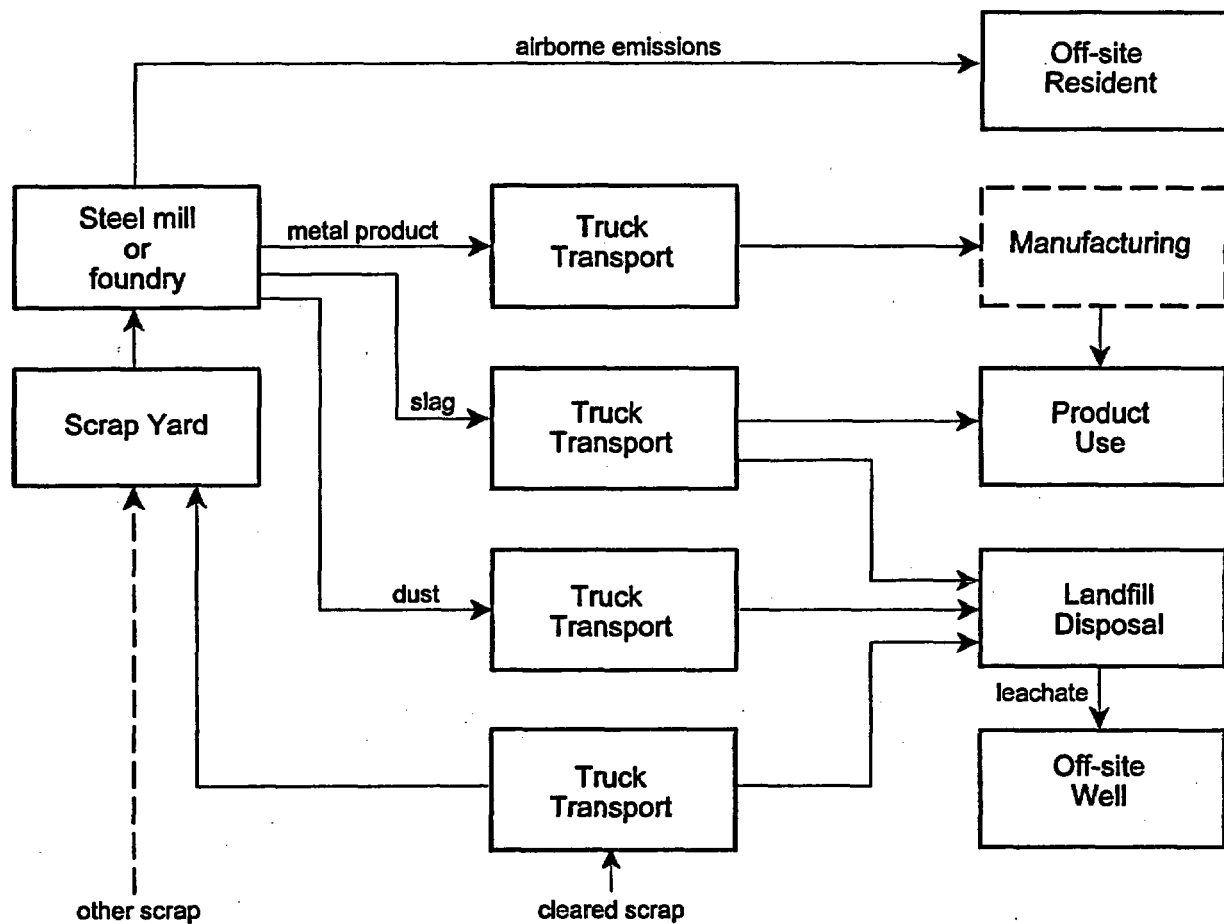 airborne emissions
Off-site
Resident
Steel mill
or
foundry
metal product
Truck
Transport
Manufacturing
Scrap Yard
slag
Truck
Transport
Product
Use
dust
Truck
Transport
Landfill
Disposal
leachate
Truck
Transport
Off-site
Well
other scrap
cleared scrap